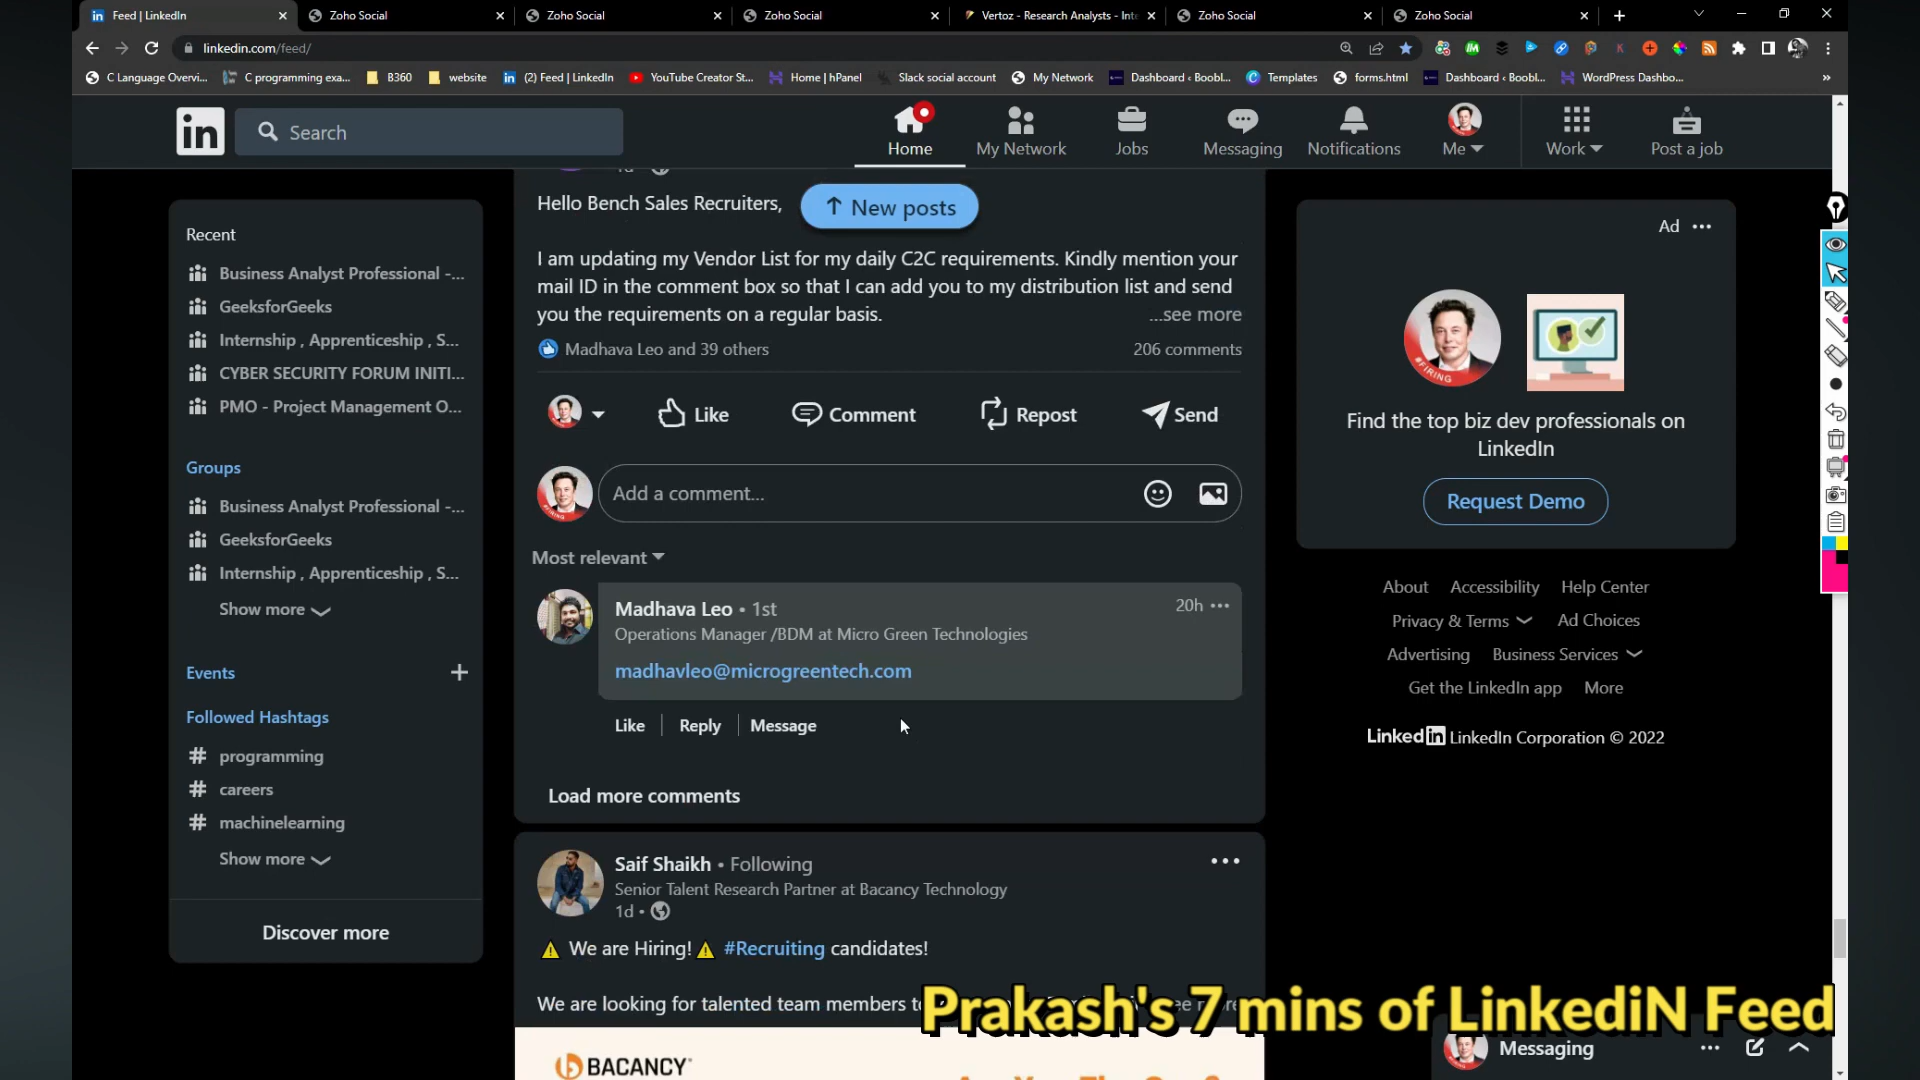 Feed | LinkedIn
Zoho Social
Zoho Social
Zoho Social
Vertoz - Research Analysts - Inte
Zoho Social
Zoho Social
linkedin.com/feed/
C Language Overvi...
C programming exa...
B360
website
(2) Feed | LinkedIn
YouTube Creator St...
Home | hPanel
Slack social account
My Network
Dashboard ‹ Boobl...
Templates
forms.html
Dashboard ‹ Boobl...
WordPress Dashbo...
»
in
Search
Home
My Network
Jobs
Messaging
Notifications
Me
Work
Post a job
Recent
Business Analyst Professional -...
GeeksforGeeks
Internship , Apprenticeship , S...
CYBER SECURITY FORUM INITI...
PMO - Project Management O...
Groups
Business Analyst Professional -...
GeeksforGeeks
Internship , Apprenticeship , S...
Show more
Events
Followed Hashtags
# programming
# careers
# machinelearning
Show more
Discover more
Hello Bench Sales Recruiters,
New posts
I am updating my Vendor List for my daily C2C requirements. Kindly mention your
mail ID in the comment box so that I can add you to my distribution list and send
you the requirements on a regular basis. ...see more
Madhava Leo and 39 others
206 comments
Like
Comment
Repost
Send
Add a comment...
Most relevant
Madhava Leo • 1st
20h
Operations Manager /BDM at Micro Green Technologies
madhavleo@microgreentech.com
Like
Reply
Message
Load more comments
Saif Shaikh • Following
Senior Talent Research Partner at Bacancy Technology
1d •
We are Hiring! #Recruiting candidates!
We are looking for talented team members
BACANCY
Ad
#FIRING
Find the top biz dev professionals on
LinkedIn
Request Demo
About
Accessibility
Help Center
Privacy & Terms
Ad Choices
Advertising
Business Services
Get the LinkedIn app
More
LinkedIn LinkedIn Corporation © 2022
Prakash's 7 mins of LinkediN Feed
Messaging